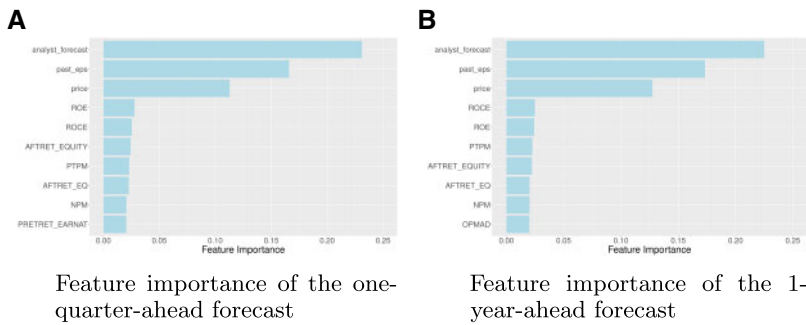 A
analyst_forecast
past_eps
price
ROE
ROCE
AFTRET_EQUITY
PTPM
AFTRET_EQ
NPM
PRETRET_EARNAT
0.00 0.05 0.10 0.15 0.20 0.25
Feature Importance
Feature importance of the one-
quarter-ahead forecast
B
analyst_forecast
past_eps
price
ROCE
ROE
PTPM
AFTRET_EQUITY
AFTRET_EQ
NPM
OPMAD
0.00 0.05 0.10 0.15 0.20 0.25
Feature Importance
Feature importance of the 1-
year-ahead forecast